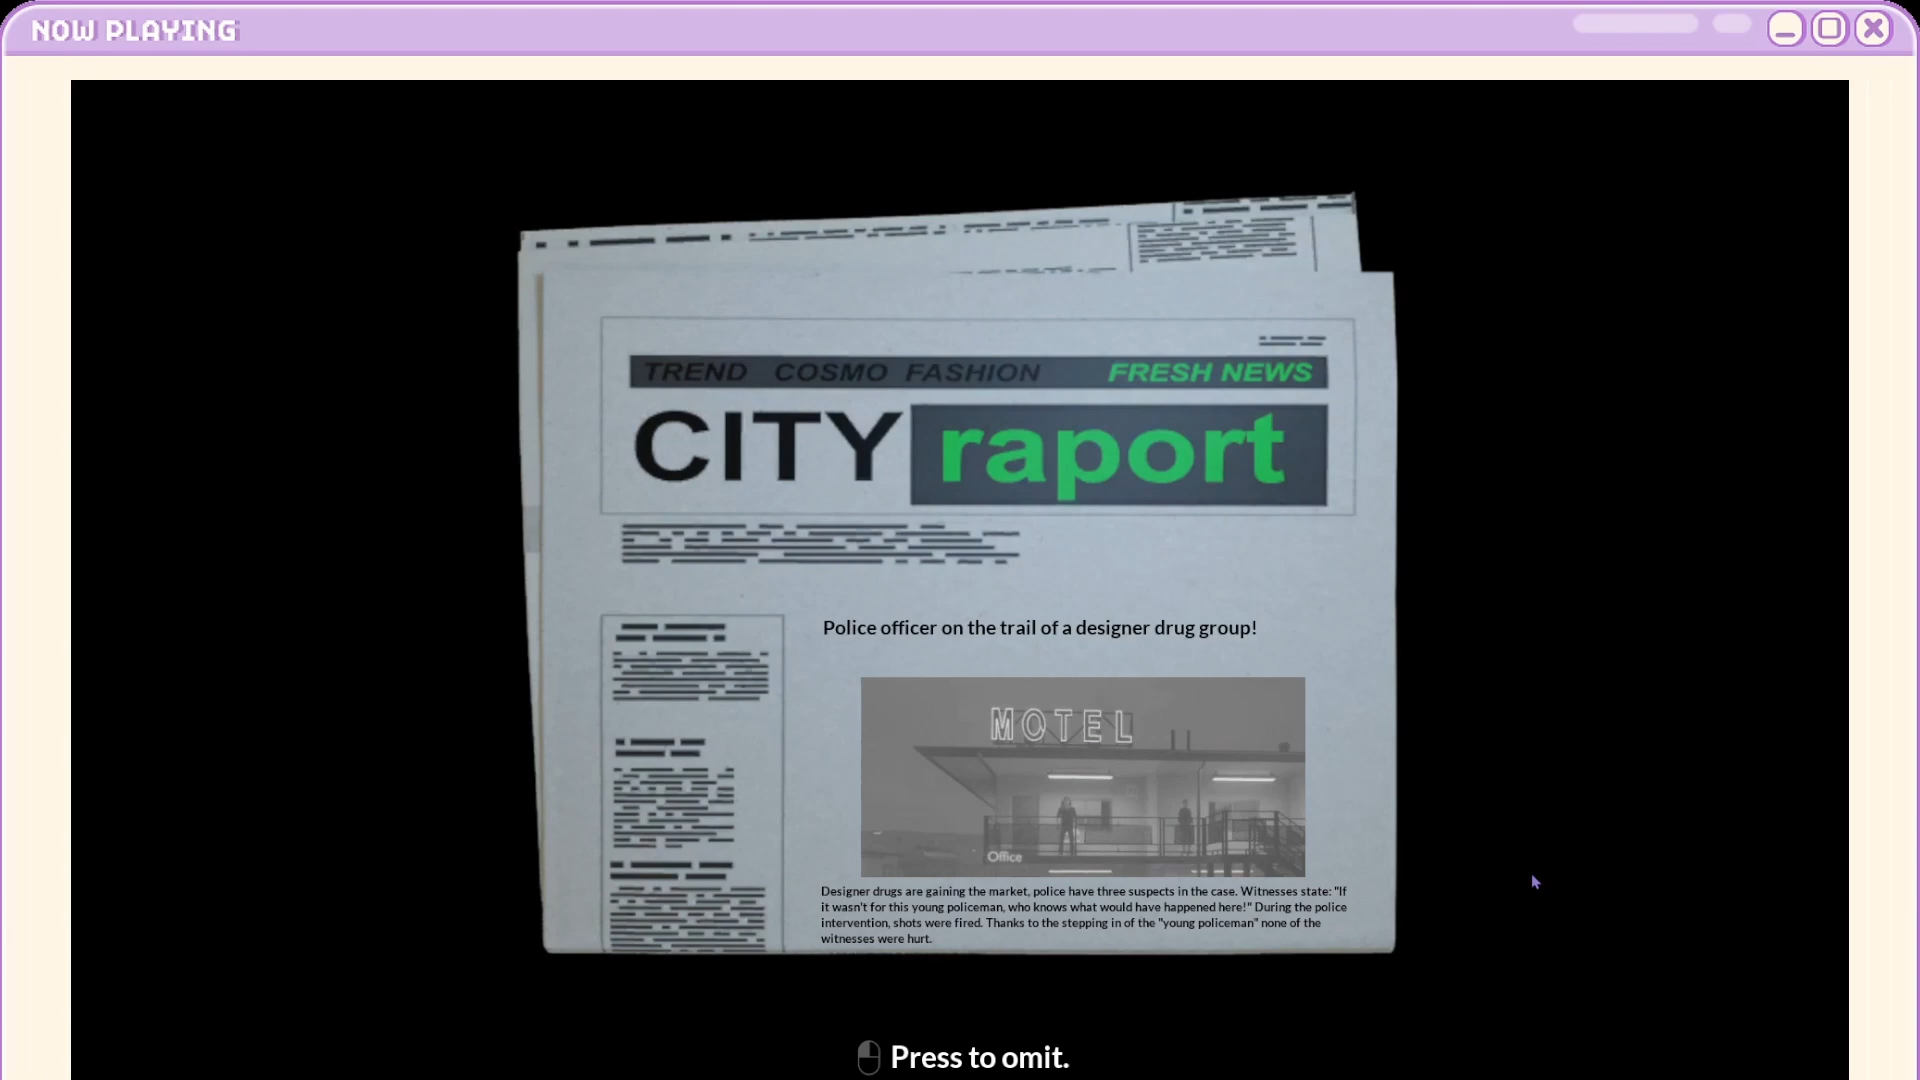 NOW PLAYING
TREND COSMO FASHION FRESH NEWS
CITY raport
Police officer on the trail of a designer drug group!
MOTEL
Office
Designer drugs are gaining the market, police have three suspects in the case. Witnesses state: "If
it wasn't for this young policeman, who knows what would have happened here!" During the police
intervention, shots were fired. Thanks to the stepping in of the "young policeman" none of the
witnesses were hurt.
Press to omit.